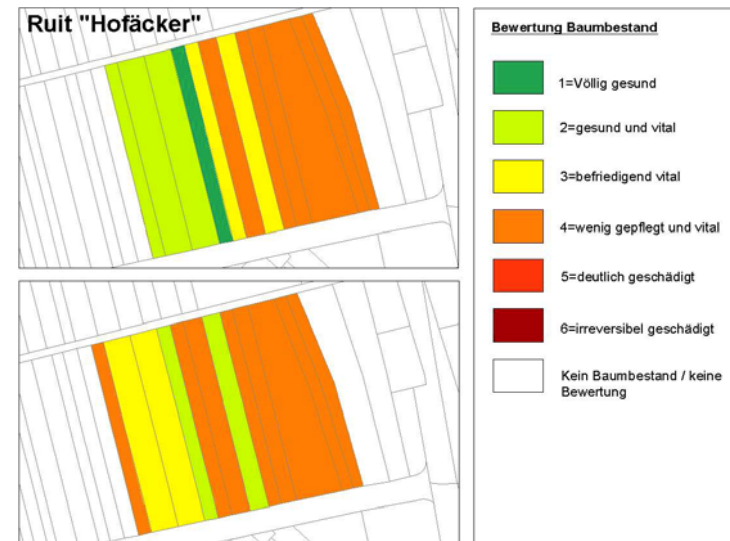 Ruit "Hofäcker"
Bewertung Baumbestand
1=Völlig gesund
2=gesund und vital
3=befriedigend vital
4=wenig gepflegt und vital
5=deutlich geschädigt
6=irreversibel geschädigt
Kein Baumbestand / keine
Bewertung